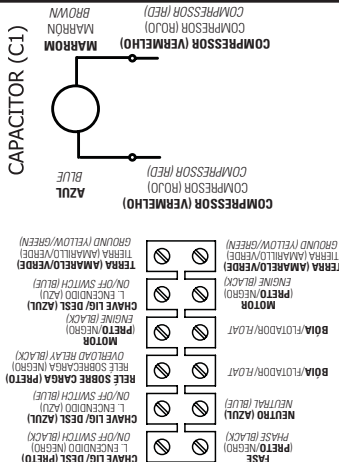 FASE
(PRETO/NEGRO)
PHASE (BLACK)
CHAVE LIG/ DESL (PRETO)
L. ENCENDIDO (NEGRO)
ON/OFF SWITCH (BLACK)
NEUTRO (AZUL)
NEUTRAL (BLUE)
CHAVE LIG/ DESL (AZUL)
L. ENCENDIDO (AZU)
ON/OFF SWITCH (BLUE)
BÓIA/FLOTADOR/FLOAT
RELÉ SOBRE CARGA (PRETO)
RELÉ SOBRECARGA (NEGRO)
OVERLOAD RELAY (BLACK)
BÓIA/FLOTADOR/FLOAT
MOTOR
(PRETO/NEGRO)
ENGINE (BLACK)
MOTOR
(PRETO/NEGRO)
ENGINE (BLACK)
CHAVE LIG/ DESL (AZUL)
L. ENCENDIDO (AZU)
ON/OFF SWITCH (BLUE)
TERRA (AMARELO/VERDE)
TIERRA (AMARILLO/VERDE)
GROUND (YELLOW/GREEN)
TERRA (AMARELO/VERDE)
TIERRA (AMARILLO/VERDE)
GROUND (YELLOW/GREEN)
COMPRESSOR (VERMELHO)
COMPRESOR (ROJO)
COMPRESSOR (RED)
AZUL
BLUE
COMPRESSOR (VERMELHO)
COMPRESOR (ROJO)
COMPRESSOR (RED)
MARROM
MARRÓN
BROWN
CAPACITOR (C1)